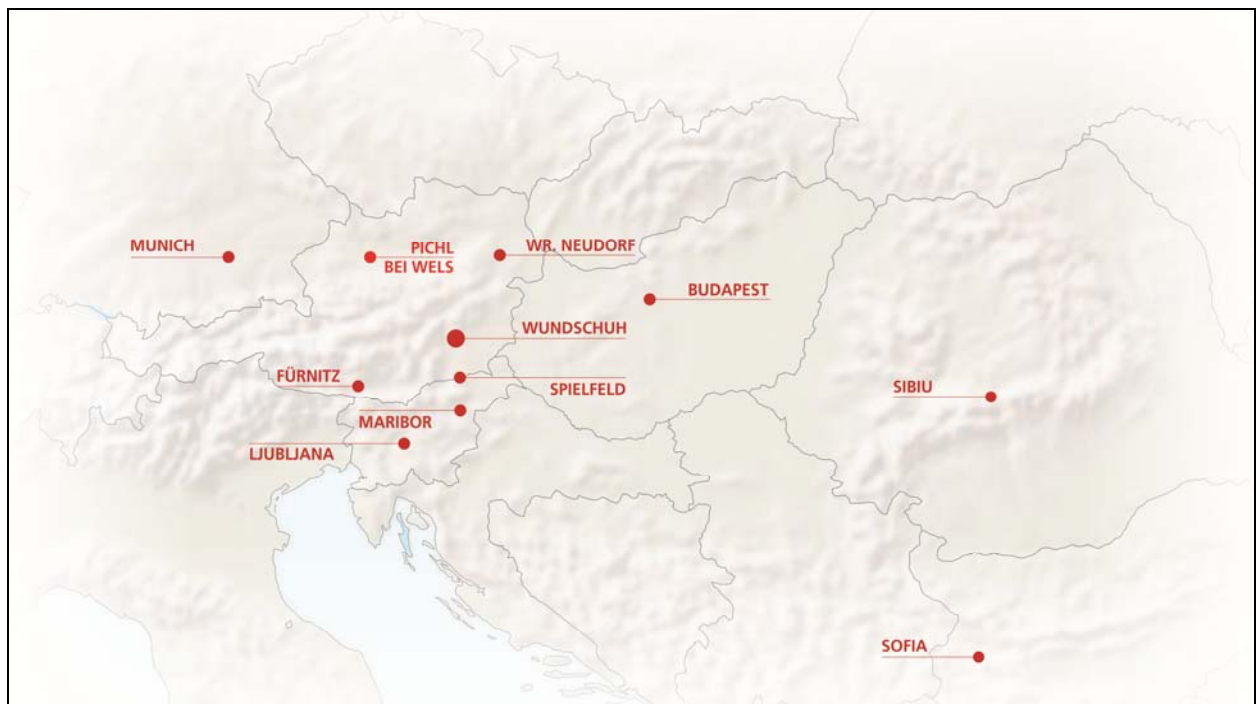 MUNICH
PICHL
BEI WELS
WR. NEUDORF
BUDAPEST
WUNDSCHUH
FÜRNITZ
SPIELFELD
SIBIU
MARIBOR
LJUBLJANA
SOFIA